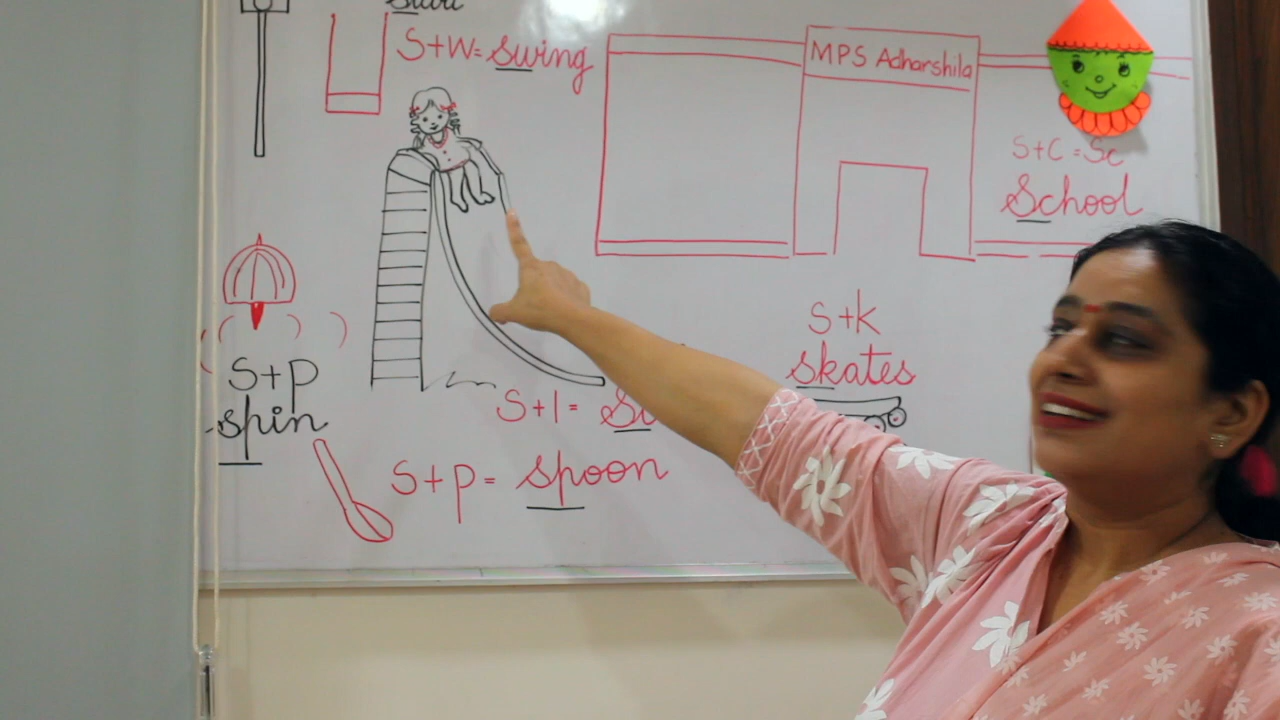 S+w=swing
MPS Adharshila
S+C=Sc
School
S+k
skates
S+p
spin
S+l=
S+p=spoon